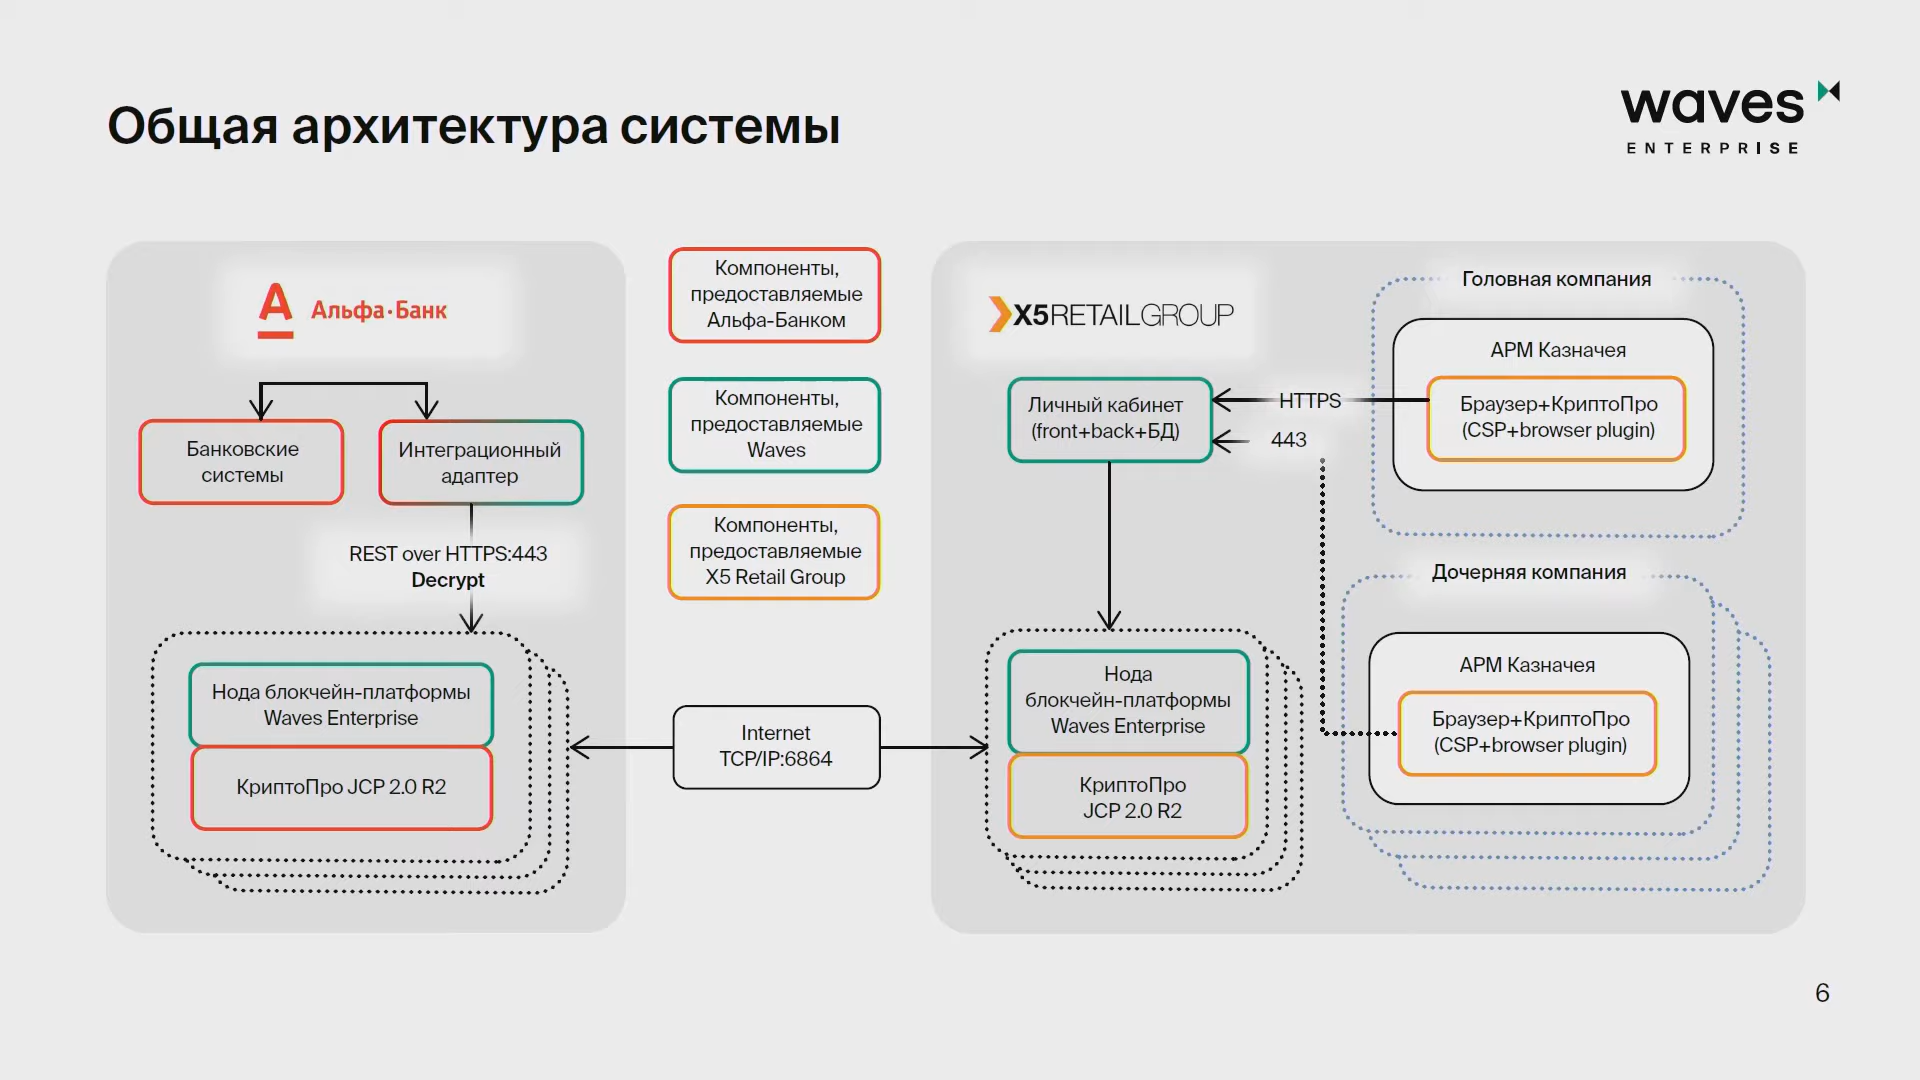 Общая архитектура системы
waves
ENTERPRISE
Альфа·Банк
Банковские
системы
Интеграционный
адаптер
REST over HTTPS:443
Decrypt
Нода блокчейн-платформы
Waves Enterprise
КриптоПро JCP 2.0 R2
Компоненты,
предоставляемые
Альфа-Банком
Компоненты,
предоставляемые
Waves
Компоненты,
предоставляемые
X5 Retail Group
Internet
TCP/IP:6864
X5RETAILGROUP
Личный кабинет
(front+back+БД)
HTTPS
443
Нода
блокчейн-платформы
Waves Enterprise
КриптоПро
JCP 2.0 R2
Головная компания
АРМ Казначея
Браузер+КриптоПро
(CSP+browser plugin)
Дочерняя компания
АРМ Казначея
Браузер+КриптоПро
(CSP+browser plugin)
6